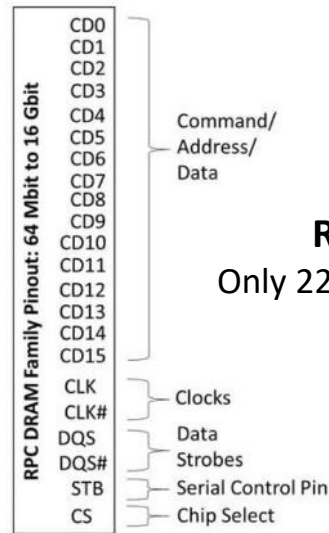 RPC DRAM Family Pinout: 64 Mbit to 16 Gbit
CD0
CD1
CD2
CD3
CD4
CD5
CD6
CD7
CD8
CD9
CD10
CD11
CD12
CD13
CD14
CD15
Command/
Address/
Data
R
Only 22
CLK
CLK#
Clocks
DQS
DQS#
Data
Strobes
STB
Serial Control Pin
CS
Chip Select